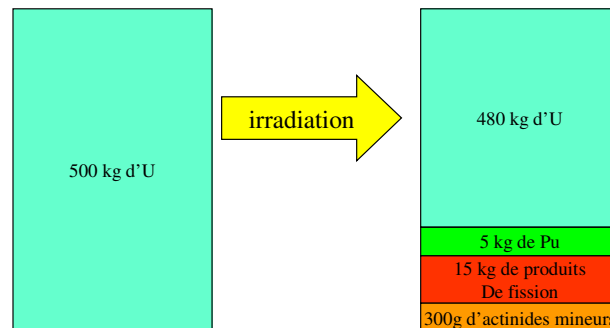 500 kg d’U
irradiation
480 kg d’U
5 kg de Pu
15 kg de produits
De fission
300g d’actinides mineurs